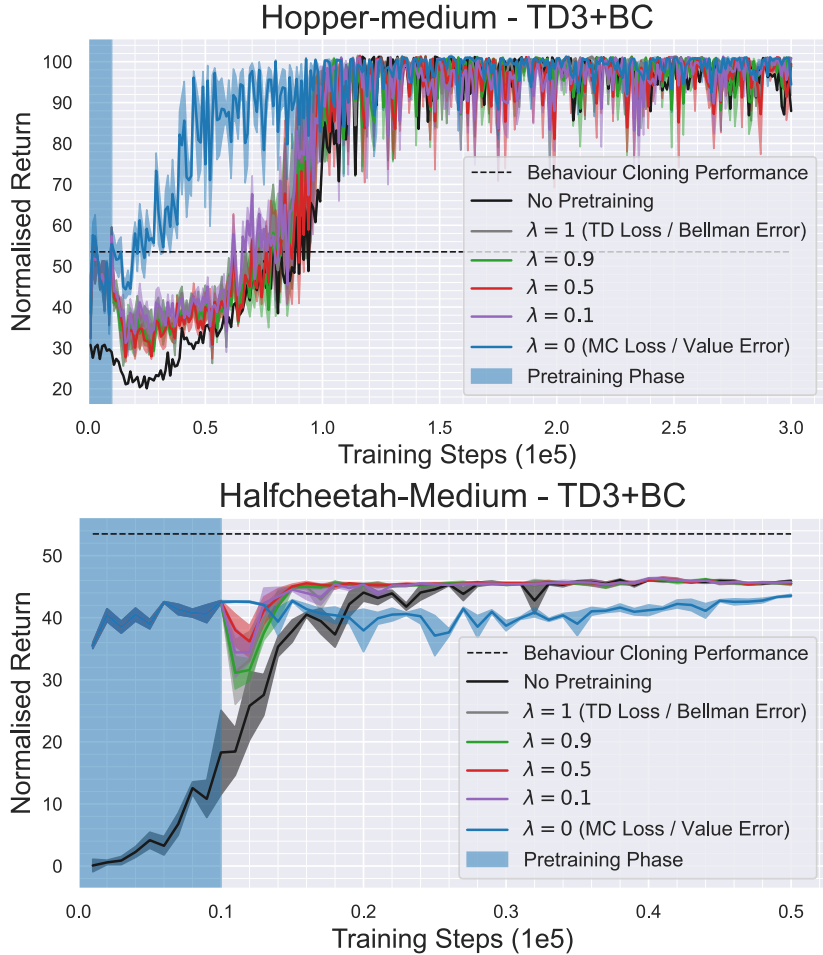 Hopper-medium - TD3+BC
Normalised Return
100
90
80
70
60
50
40
30
20
Behaviour Cloning Performance
No Pretraining
λ = 1 (TD Loss / Bellman Error)
λ = 0.9
λ = 0.5
λ = 0.1
λ = 0 (MC Loss / Value Error)
Pretraining Phase
0.0 0.5 1.0 1.5 2.0 2.5 3.0
Training Steps (1e5)
Halfcheetah-Medium - TD3+BC
Normalised Return
50
40
30
20
10
0
Behaviour Cloning Performance
No Pretraining
λ = 1 (TD Loss / Bellman Error)
λ = 0.9
λ = 0.5
λ = 0.1
λ = 0 (MC Loss / Value Error)
Pretraining Phase
0.0 0.1 0.2 0.3 0.4 0.5
Training Steps (1e5)